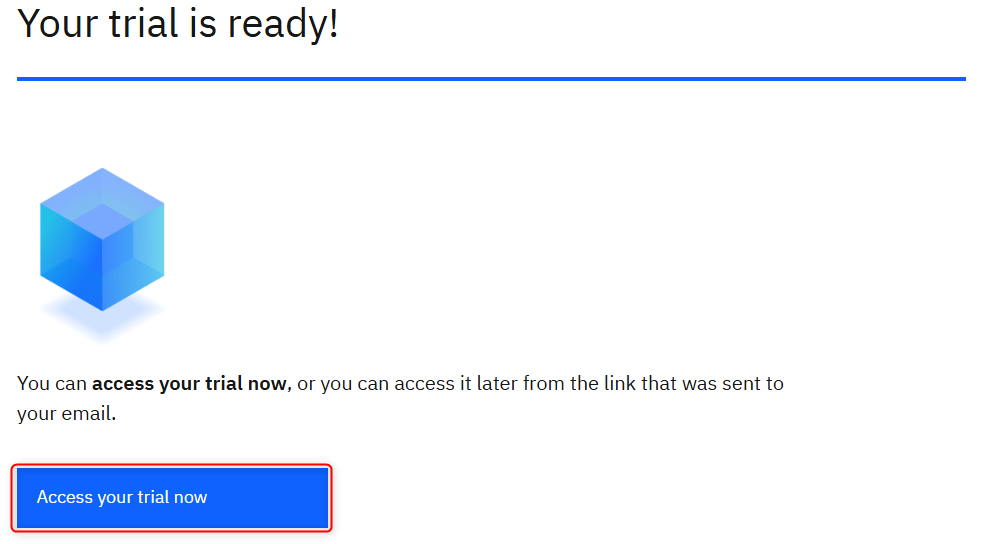 Your trial is ready!
You can access your trial now, or you can access it later from the link that was sent to
your email.
Access your trial now